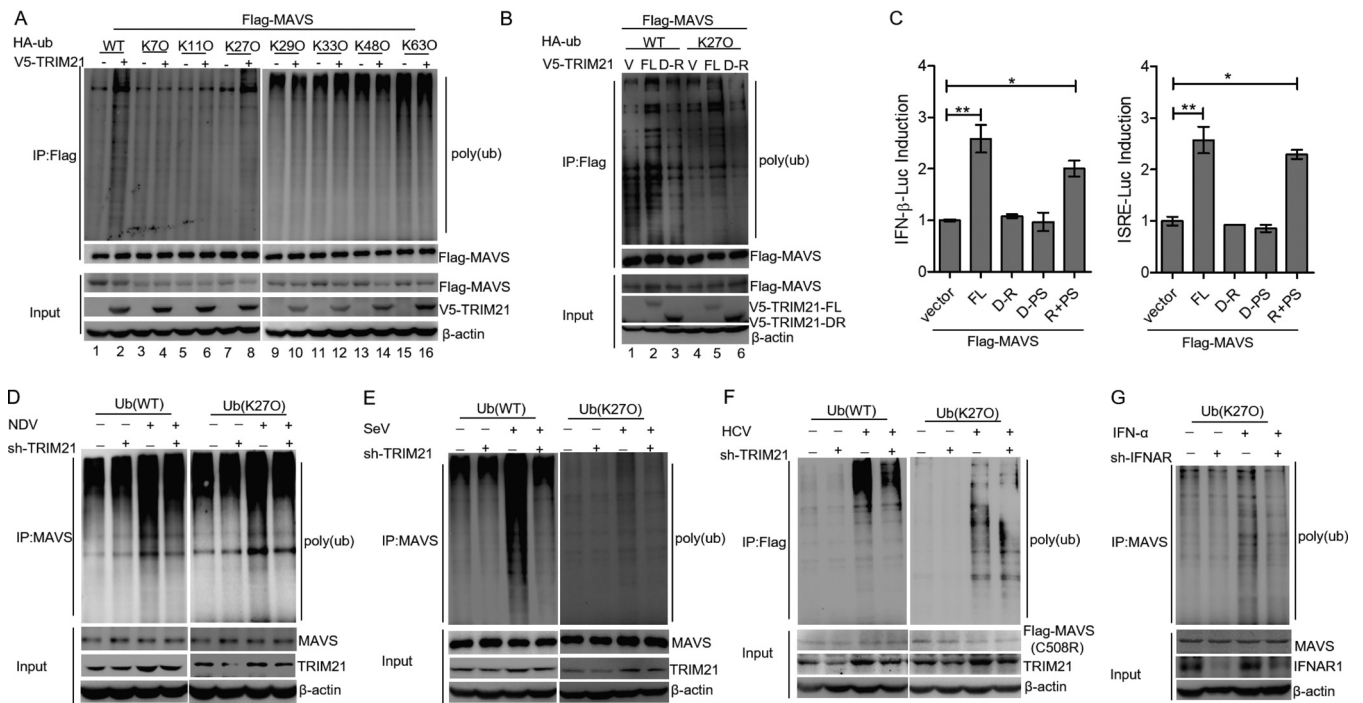 A
Flag-MAVS
HA-ub WT K7O K11O K27O K29O K33O K48O K63O
V5-TRIM21 - + - + - + - + - + - + - + - +
IP:Flag
poly(ub)
Flag-MAVS
Input
Flag-MAVS
V5-TRIM21
β-actin
1 2 3 4 5 6 7 8 9 10 11 12 13 14 15 16
B
Flag-MAVS
HA-ub WT K27O
V5-TRIM21 V FL D-R V FL D-R
IP:Flag
poly(ub)
Flag-MAVS
Input
Flag-MAVS
V5-TRIM21-FL
V5-TRIM21-DR
β-actin
1 2 3 4 5 6
C
IFN-β-Luc Induction
4
3
2
1
0
*
**
vector FL D-R D-PS R+PS
Flag-MAVS
ISRE-Luc Induction
4
3
2
1
0
*
**
vector FL D-R D-PS R+PS
Flag-MAVS
D
Ub(WT) Ub(K27O)
NDV – – + + – – + +
sh-TRIM21 – + – + – + – +
IP:MAVS
poly(ub)
Input
MAVS
TRIM21
β-actin
E
Ub(WT) Ub(K27O)
SeV – – + + – – + +
sh-TRIM21 – + – + – + – +
IP:MAVS
poly(ub)
Input
MAVS
TRIM21
β-actin
F
Ub(WT) Ub(K27O)
HCV – – + + – – + +
sh-TRIM21 – + – + – + – +
IP:Flag
poly(ub)
Input
Flag-MAVS
(C508R)
TRIM21
β-actin
G
Ub(K27O)
IFN-α – – + +
sh-IFNAR – + – +
IP:MAVS
poly(ub)
Input
MAVS
IFNAR1
β-actin